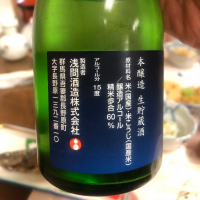 本醸造 生貯蔵酒
原材料名 米(国産)・米こうじ(国産米)
/醸造アルコール
精米歩合 60%
アルコール分 15度
製造者
浅間酒造株式会社
群馬県吾妻郡長野原町
大字長野原一三九二番一〇